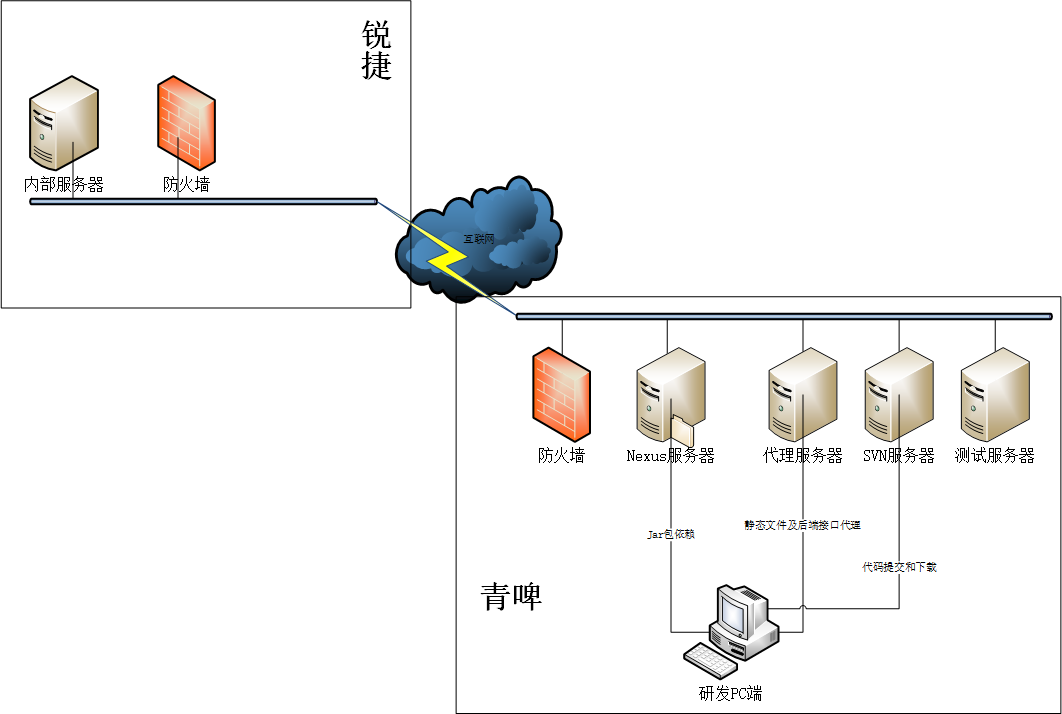 锐
捷
内部服务器
防火墙
互联网
防火墙
Nexus服务器
代理服务器
SVN服务器
测试服务器
静态文件及后端接口代理
Jar包依赖
代码提交和下载
青啤
研发PC端